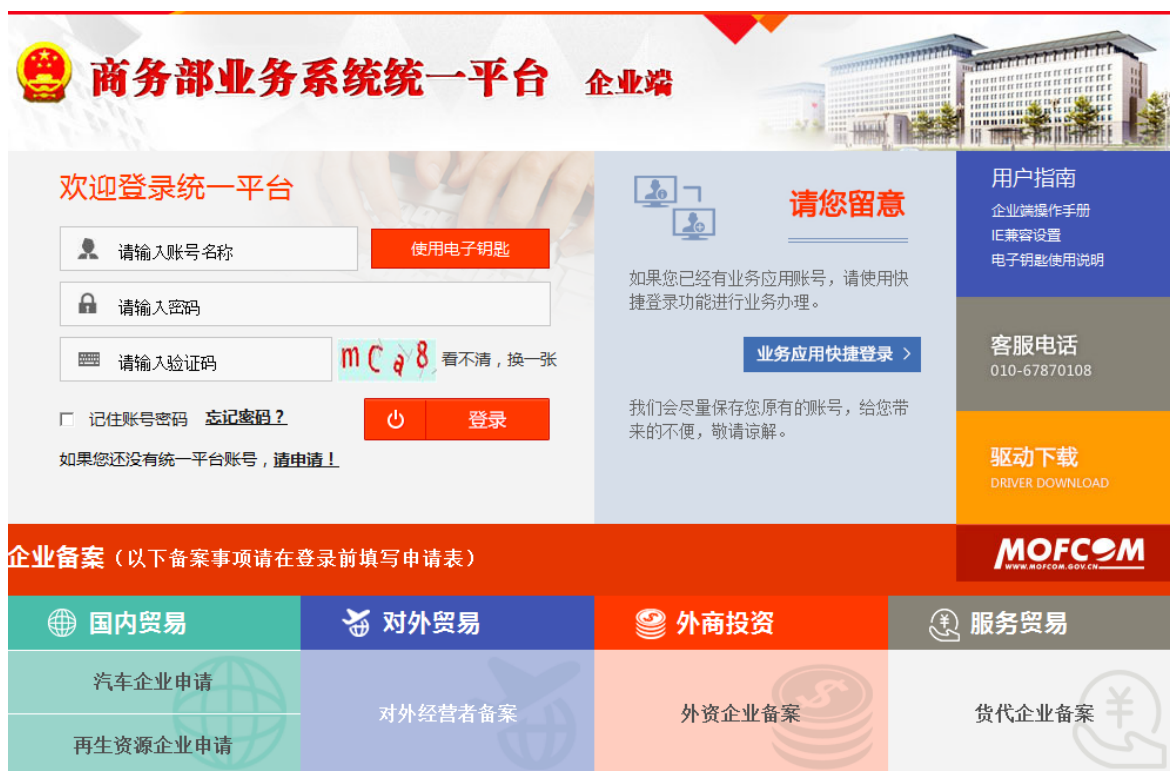 商务部业务系统统一平台 企业端
欢迎登录统一平台
请输入账号名称
使用电子钥匙
请输入密码
请输入验证码
mCa8
看不清，换一张
记住账号密码 忘记密码？
登录
如果您还没有统一平台账号，请申请！
请您留意
如果您已经有业务应用账号，请使用快
捷登录功能进行业务办理。
业务应用快捷登录 >
我们会尽量保存您原有的账号，给您带
来的不便，敬请谅解。
用户指南
企业端操作手册
IE兼容设置
电子钥匙使用说明
客服电话
010-67870108
驱动下载
DRIVER DOWNLOAD
企业备案（以下备案事项请在登录前填写申请表）
MOFCOM
WWW.MOFCOM.GOV.CN
国内贸易
对外贸易
外商投资
服务贸易
汽车企业申请
再生资源企业申请
对外经营者备案
外资企业备案
货代企业备案